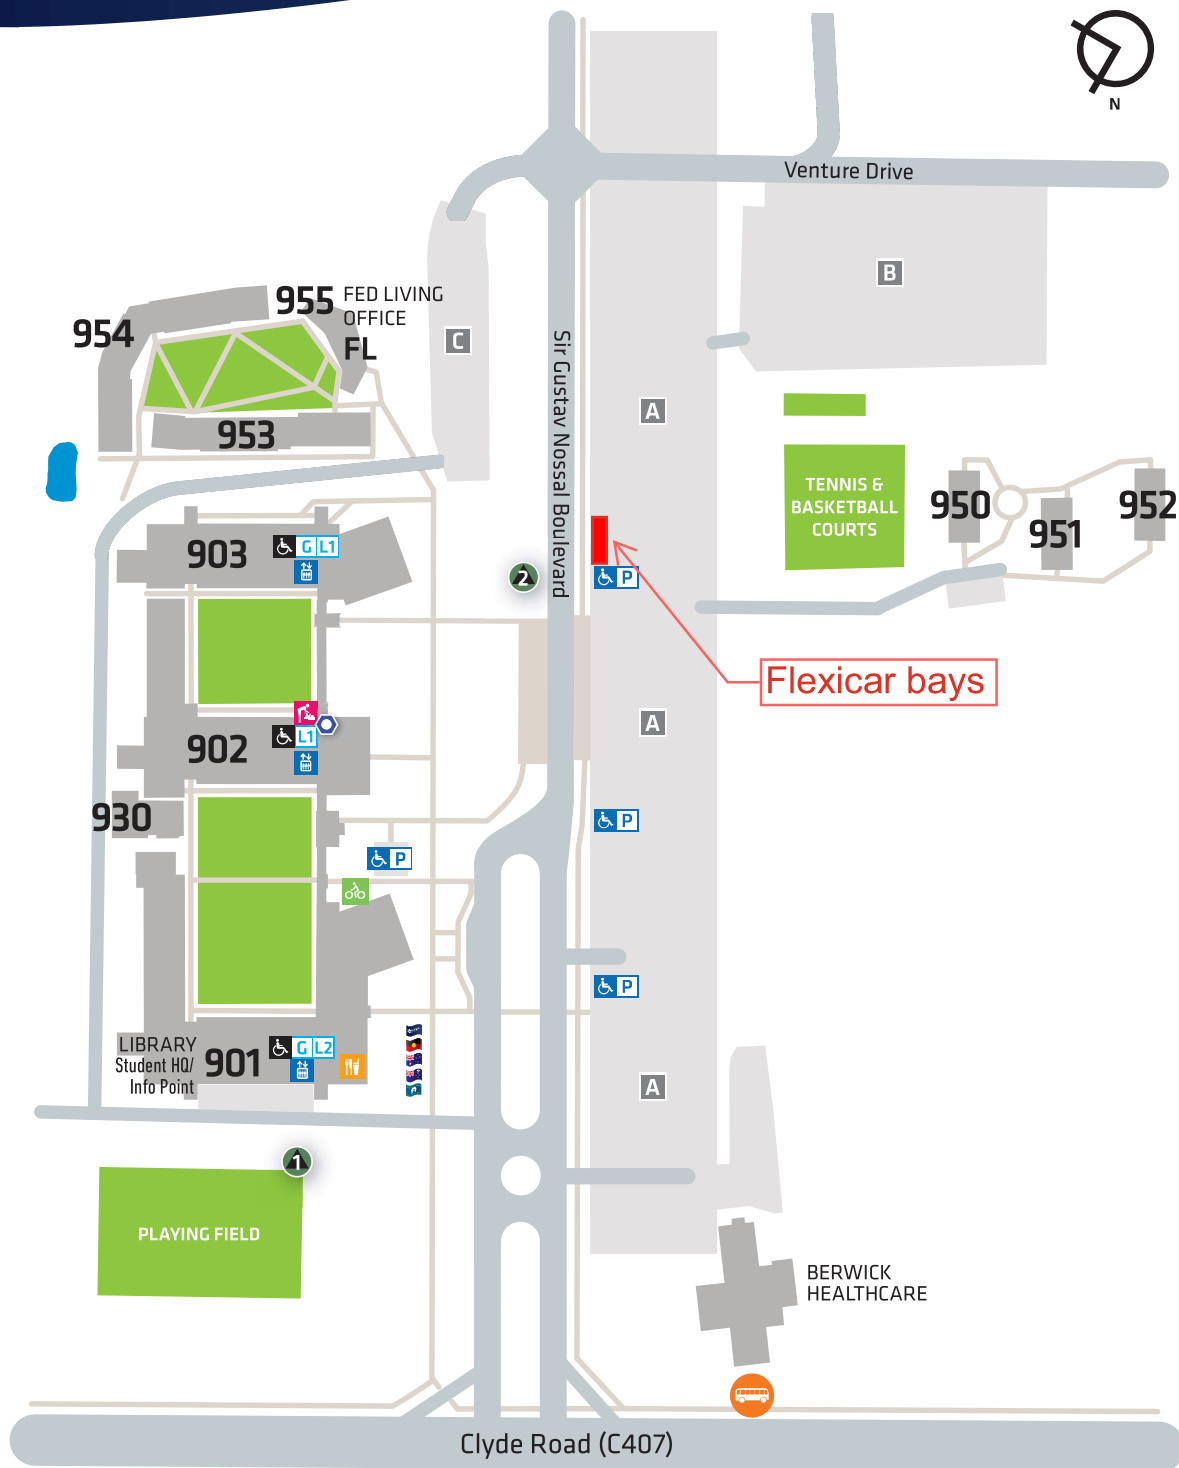 N
Venture Drive
B
955
FED LIVING
OFFICE
FL
954
C
Sir Gustav Nossal Boulevard
A
953
TENNIS &
BASKETBALL
COURTS
950
951
952
903
G L1
2
P
Flexicar bays
A
902
L1
930
P
P
P
LIBRARY
Student HQ/
Info Point
901
G L2
A
1
PLAYING FIELD
BERWICK
HEALTHCARE
Clyde Road (C407)